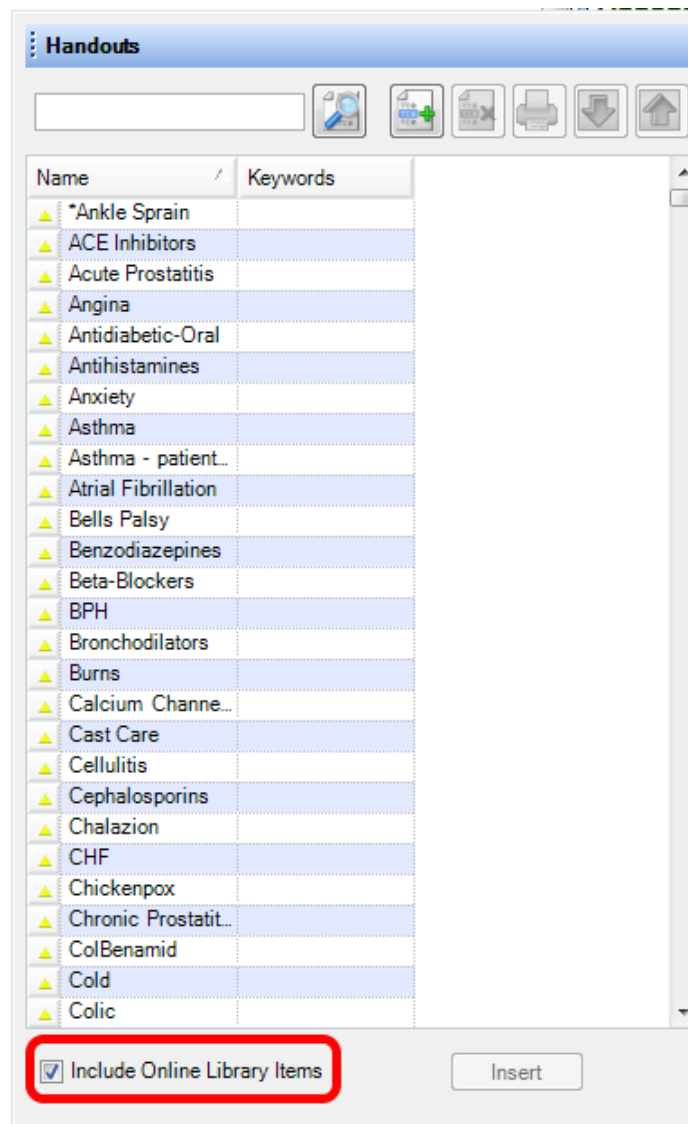 Handouts
Name Keywords
*Ankle Sprain
ACE Inhibitors
Acute Prostatitis
Angina
Antidiabetic-Oral
Antihistamines
Anxiety
Asthma
Asthma - patient...
Atrial Fibrillation
Bells Palsy
Benzodiazepines
Beta-Blockers
BPH
Bronchodilators
Burns
Calcium Channe...
Cast Care
Cellulitis
Cephalosporins
Chalazion
CHF
Chickenpox
Chronic Prostatit...
ColBenamid
Cold
Colic
Include Online Library Items Insert